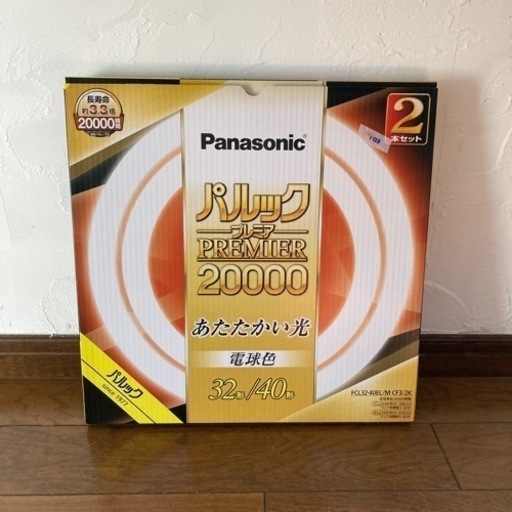 長寿命
約3.3倍
20000時間
2
本セット
Panasonic
パルック
プレミア
PREMIER
20000
あたたかい光
電球色
32形/40形
パルック
SINCE 1977
FCL32-40EL/M CF3/2K